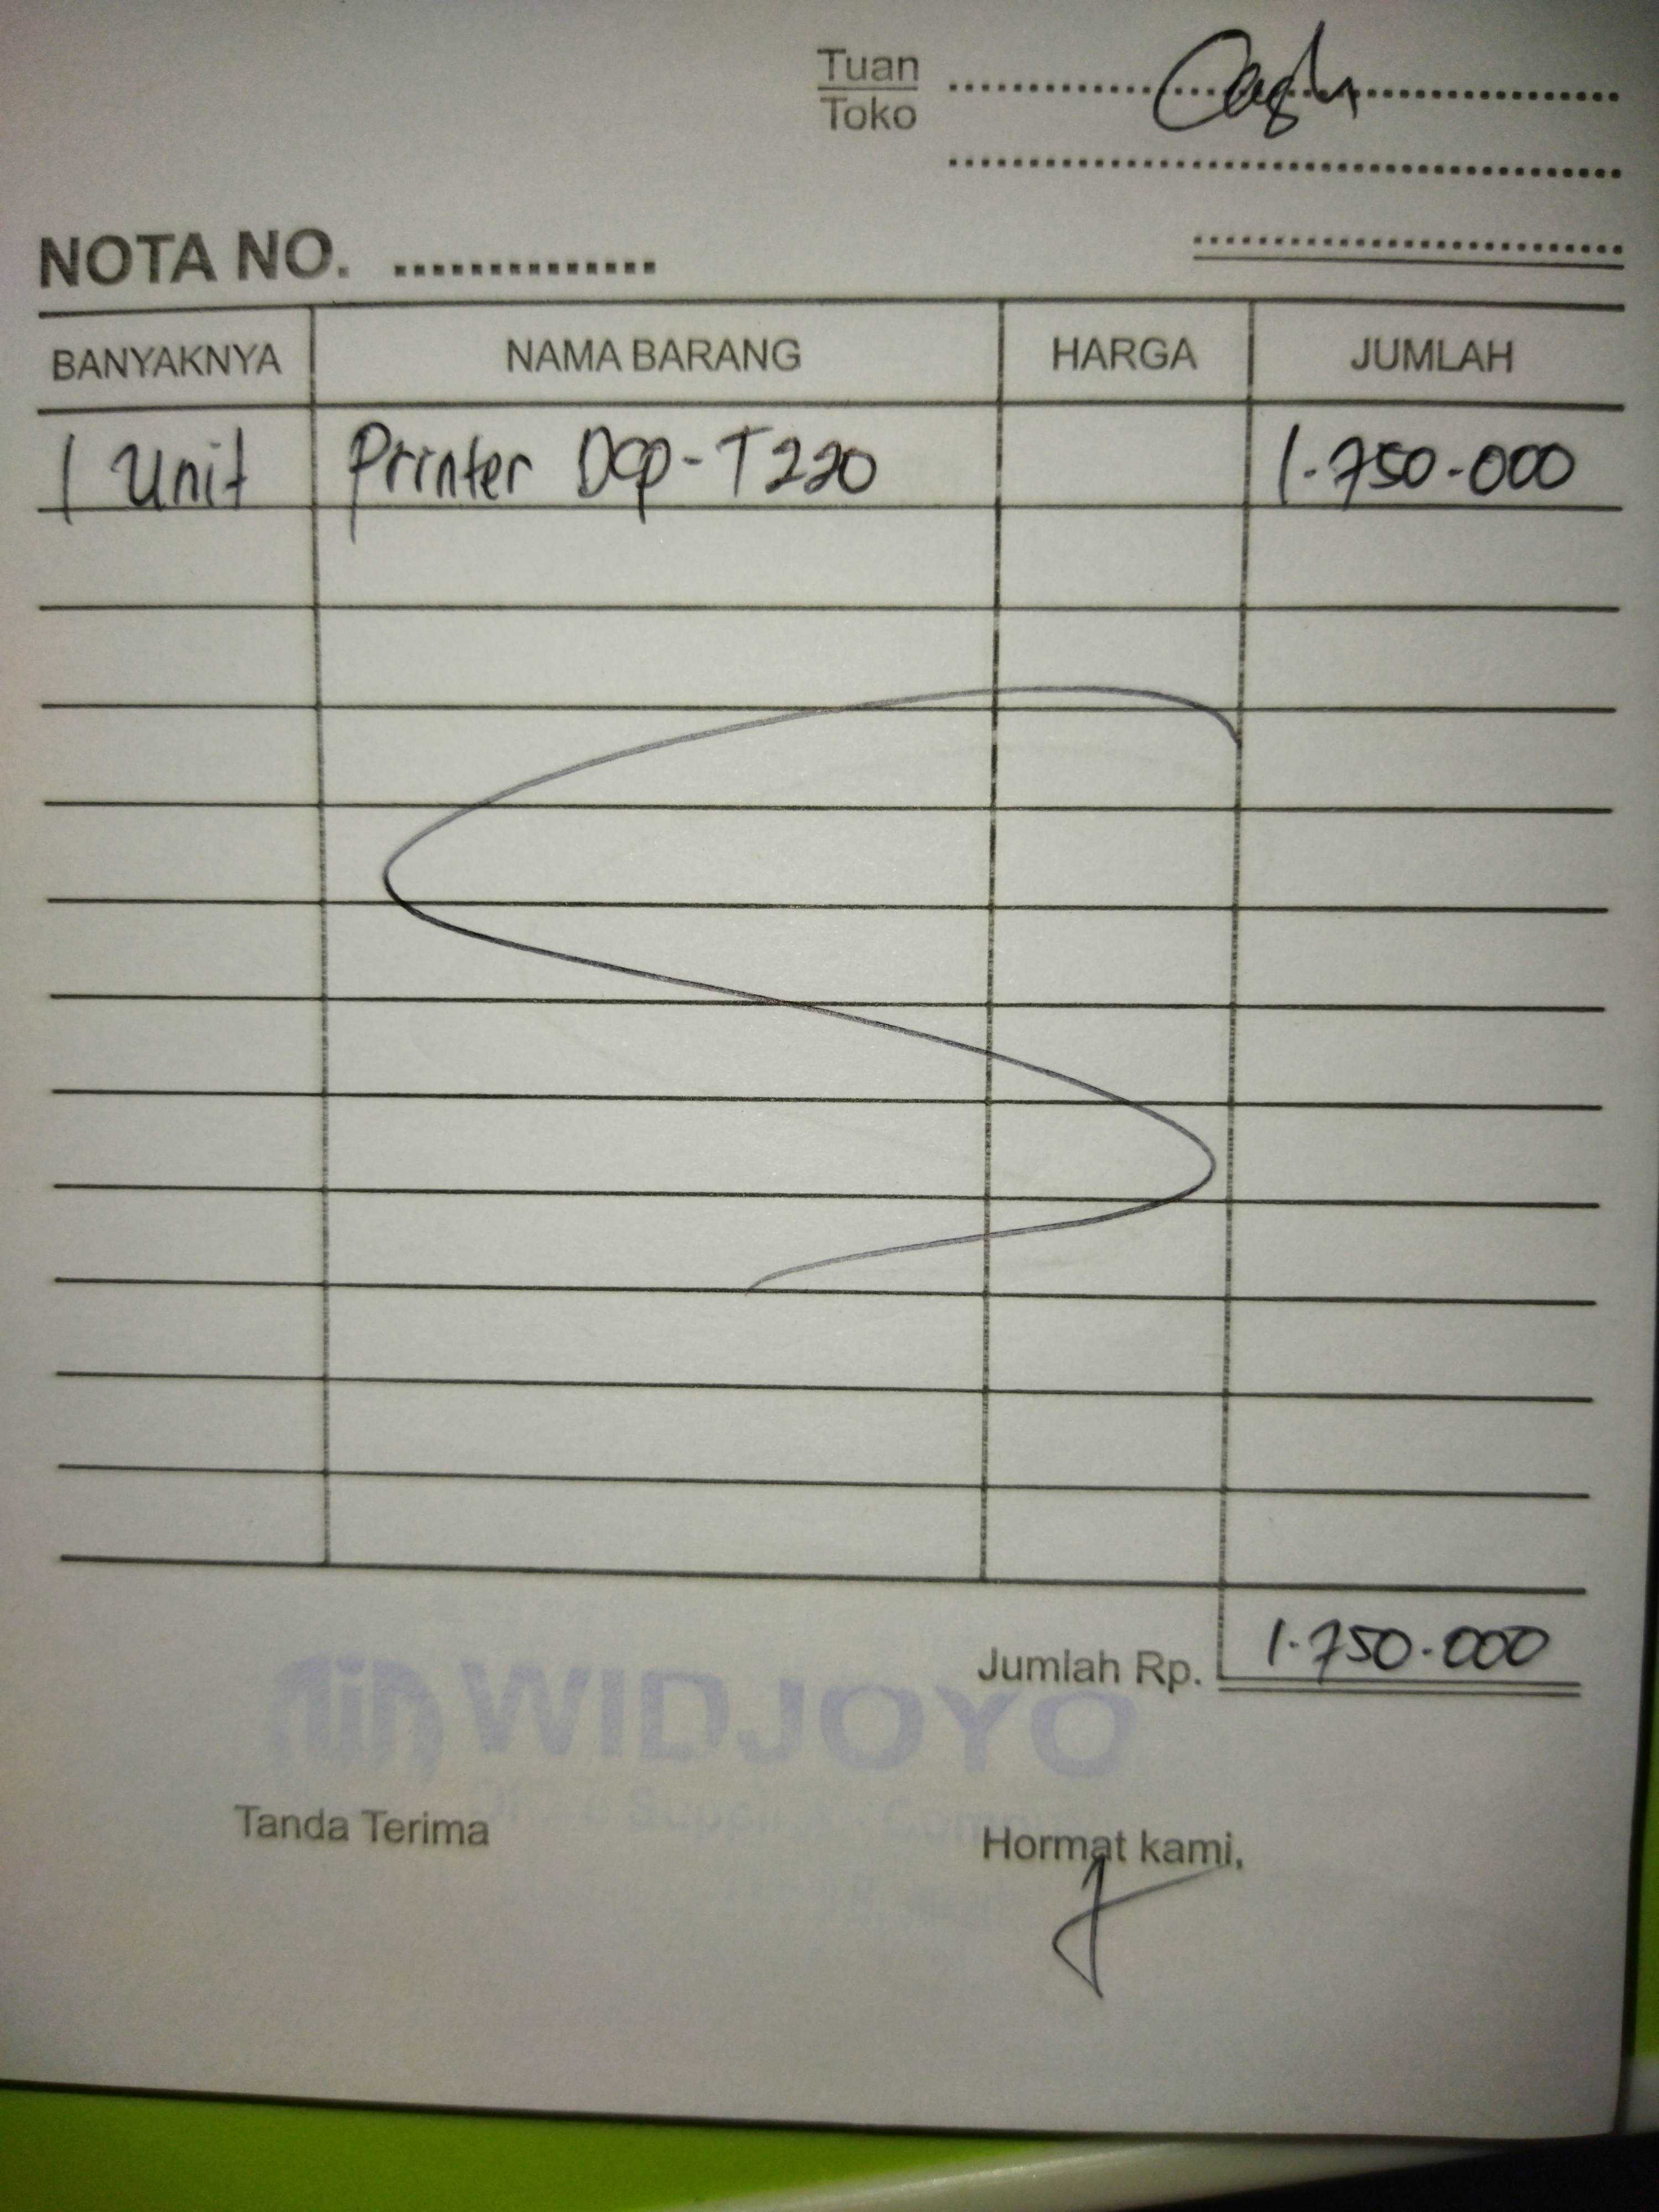 Tuan
Toko
Cash
NOTA NO. ..............
BANYAKNYA NAMA BARANG HARGA JUMLAH
1 Unit Printer Dcp-T220 1.750.000
Jumlah Rp. 1.750.000
WIDJOYO
Tanda Terima
Hormat kami,